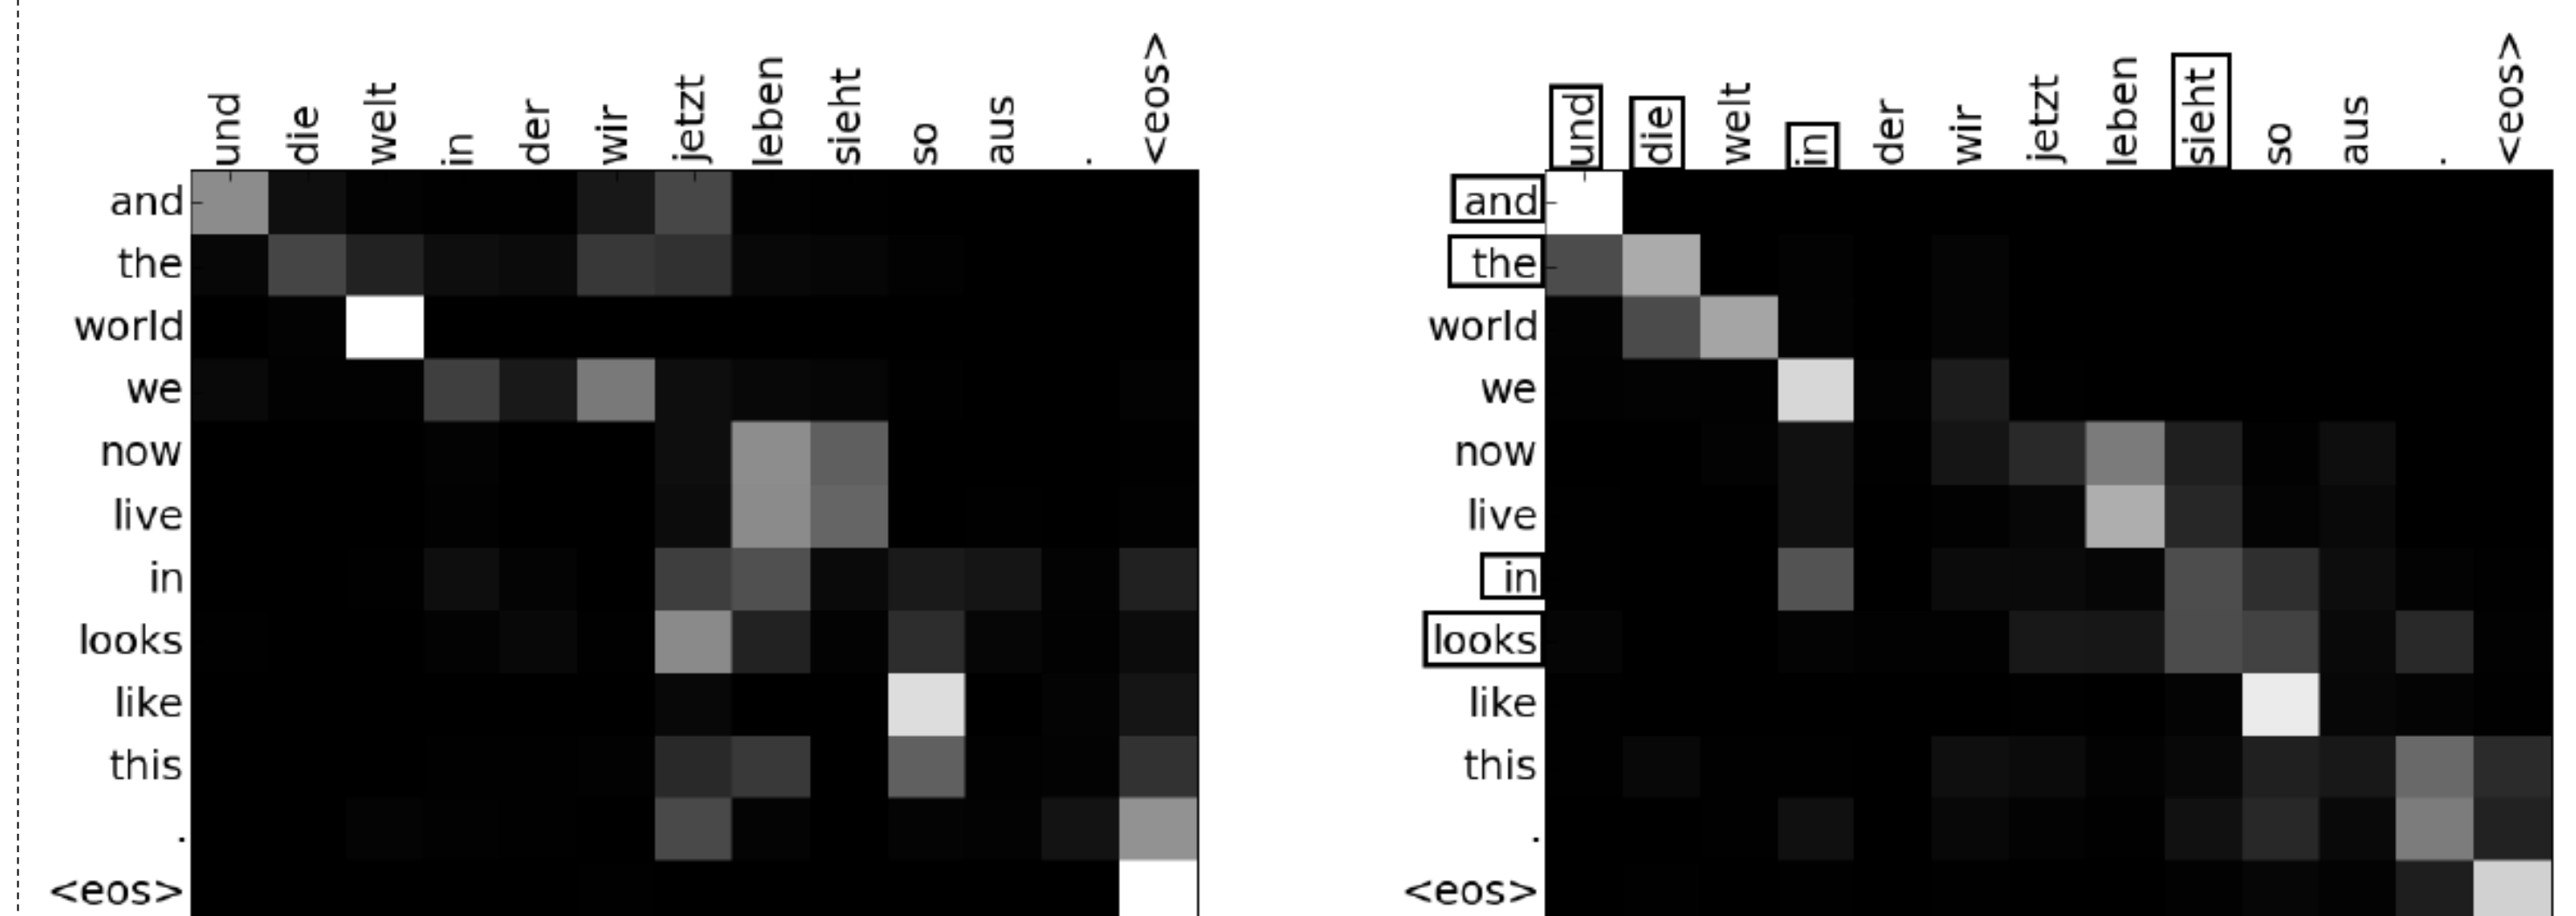 und die welt in der wir jetzt leben sieht so aus . <eos>
and
the
world
we
now
live
in
looks
like
this
.
<eos>
und die welt in der wir jetzt leben sieht so aus . <eos>
and
the
world
we
now
live
in
looks
like
this
.
<eos>